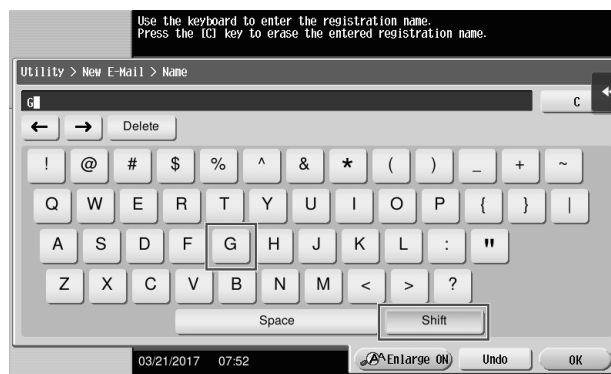 Use the keyboard to enter the registration name.
Press the [C] key to erase the entered registration name.
Utility > New E-Mail > Name
G
C
← → Delete
! @ # $ % ^ & * ( ) _ + ~
Q W E R T Y U I O P { } |
A S D F G H J K L : "
Z X C V B N M < > ?
Space Shift
03/21/2017 07:52 Enlarge ON Undo OK